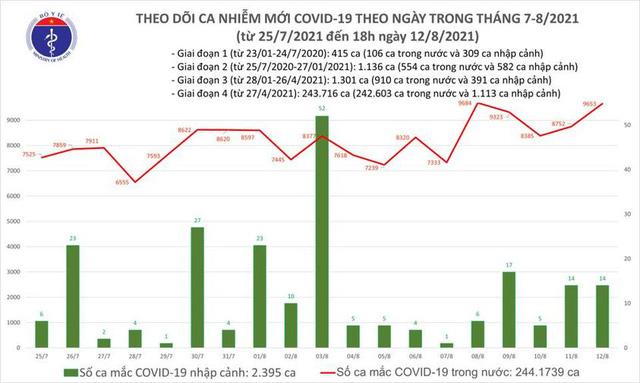 BỘ Y TẾ
MINISTRY OF HEALTH
THEO DÕI CA NHIỄM MỚI COVID-19 THEO NGÀY TRONG THÁNG 7-8/2021
(từ 25/7/2021 đến 18h ngày 12/8/2021)
- Giai đoạn 1 (từ 23/01-24/7/2020): 415 ca (106 ca trong nước và 309 ca nhập cảnh)
- Giai đoạn 2 (từ 25/7/2020-27/01/2021): 1.136 ca (554 ca trong nước và 582 ca nhập cảnh)
- Giai đoạn 3 (từ 28/01-26/4/2021): 1.301 ca (910 ca trong nước và 391 ca nhập cảnh)
- Giai đoạn 4 (từ 27/4/2021): 243.716 ca (242.603 ca trong nước và 1.113 ca nhập cảnh)
7525 7859 7911 6555 7593 8622 8620 8597 7445 8377 7618 7239 8320 7333 9684 9323 8385 8752 9653
6 23 2 4 1 27 4 23 10 52 5 5 4 1 6 17 5 14 14
9000
8000
7000
6000
5000
4000
3000
2000
1000
0
50
40
30
20
10
0
25/7 26/7 27/7 28/7 29/7 30/7 31/7 01/8 02/8 03/8 04/8 05/8 06/8 07/8 08/8 09/8 10/8 11/8 12/8
Số ca mắc COVID-19 nhập cảnh: 2.395 ca
Số ca mắc COVID-19 trong nước: 244.1739 ca